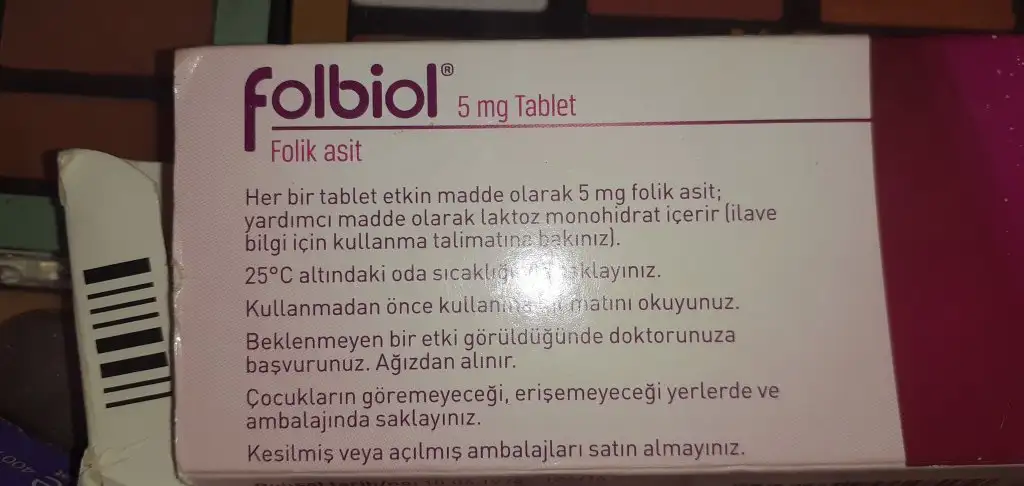 folbiol® 5 mg Tablet
Folik asit
Her bir tablet etkin madde olarak 5 mg folik asit;
yardımcı madde olarak laktoz monohidrat içerir (ilave
bilgi için kullanma talimatına bakınız).
25°C altındaki oda
Kullanmadan önce okuyunuz.
Beklenmeyen bir etki görüldüğünde doktorunuza
başvurunuz. Ağızdan alınır.
Çocukların göremeyeceği, erişemeyeceği yerlerde ve
ambalajında saklayınız.
Kesilmiş veya açılmış ambalajları satın almayınız.